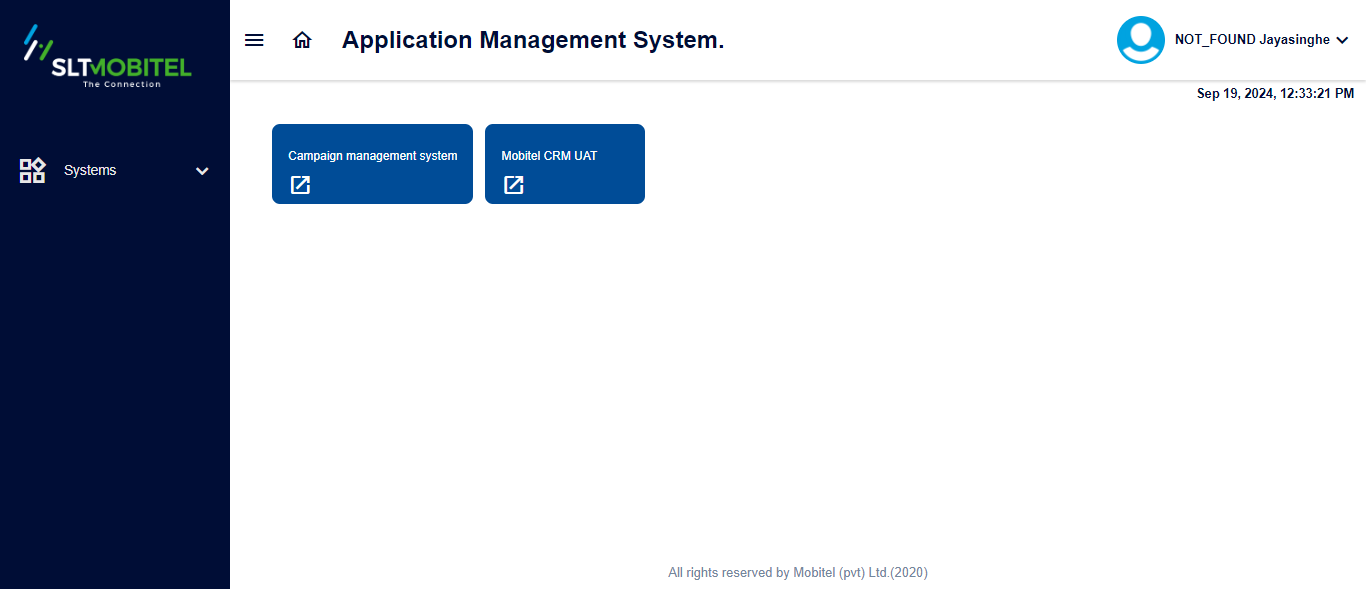 SLTMOBITEL
The Connection
Application Management System.
NOT_FOUND Jayasinghe
Sep 19, 2024, 12:33:21 PM
Systems
Campaign management system
Mobitel CRM UAT
All rights reserved by Mobitel (pvt) Ltd.(2020)